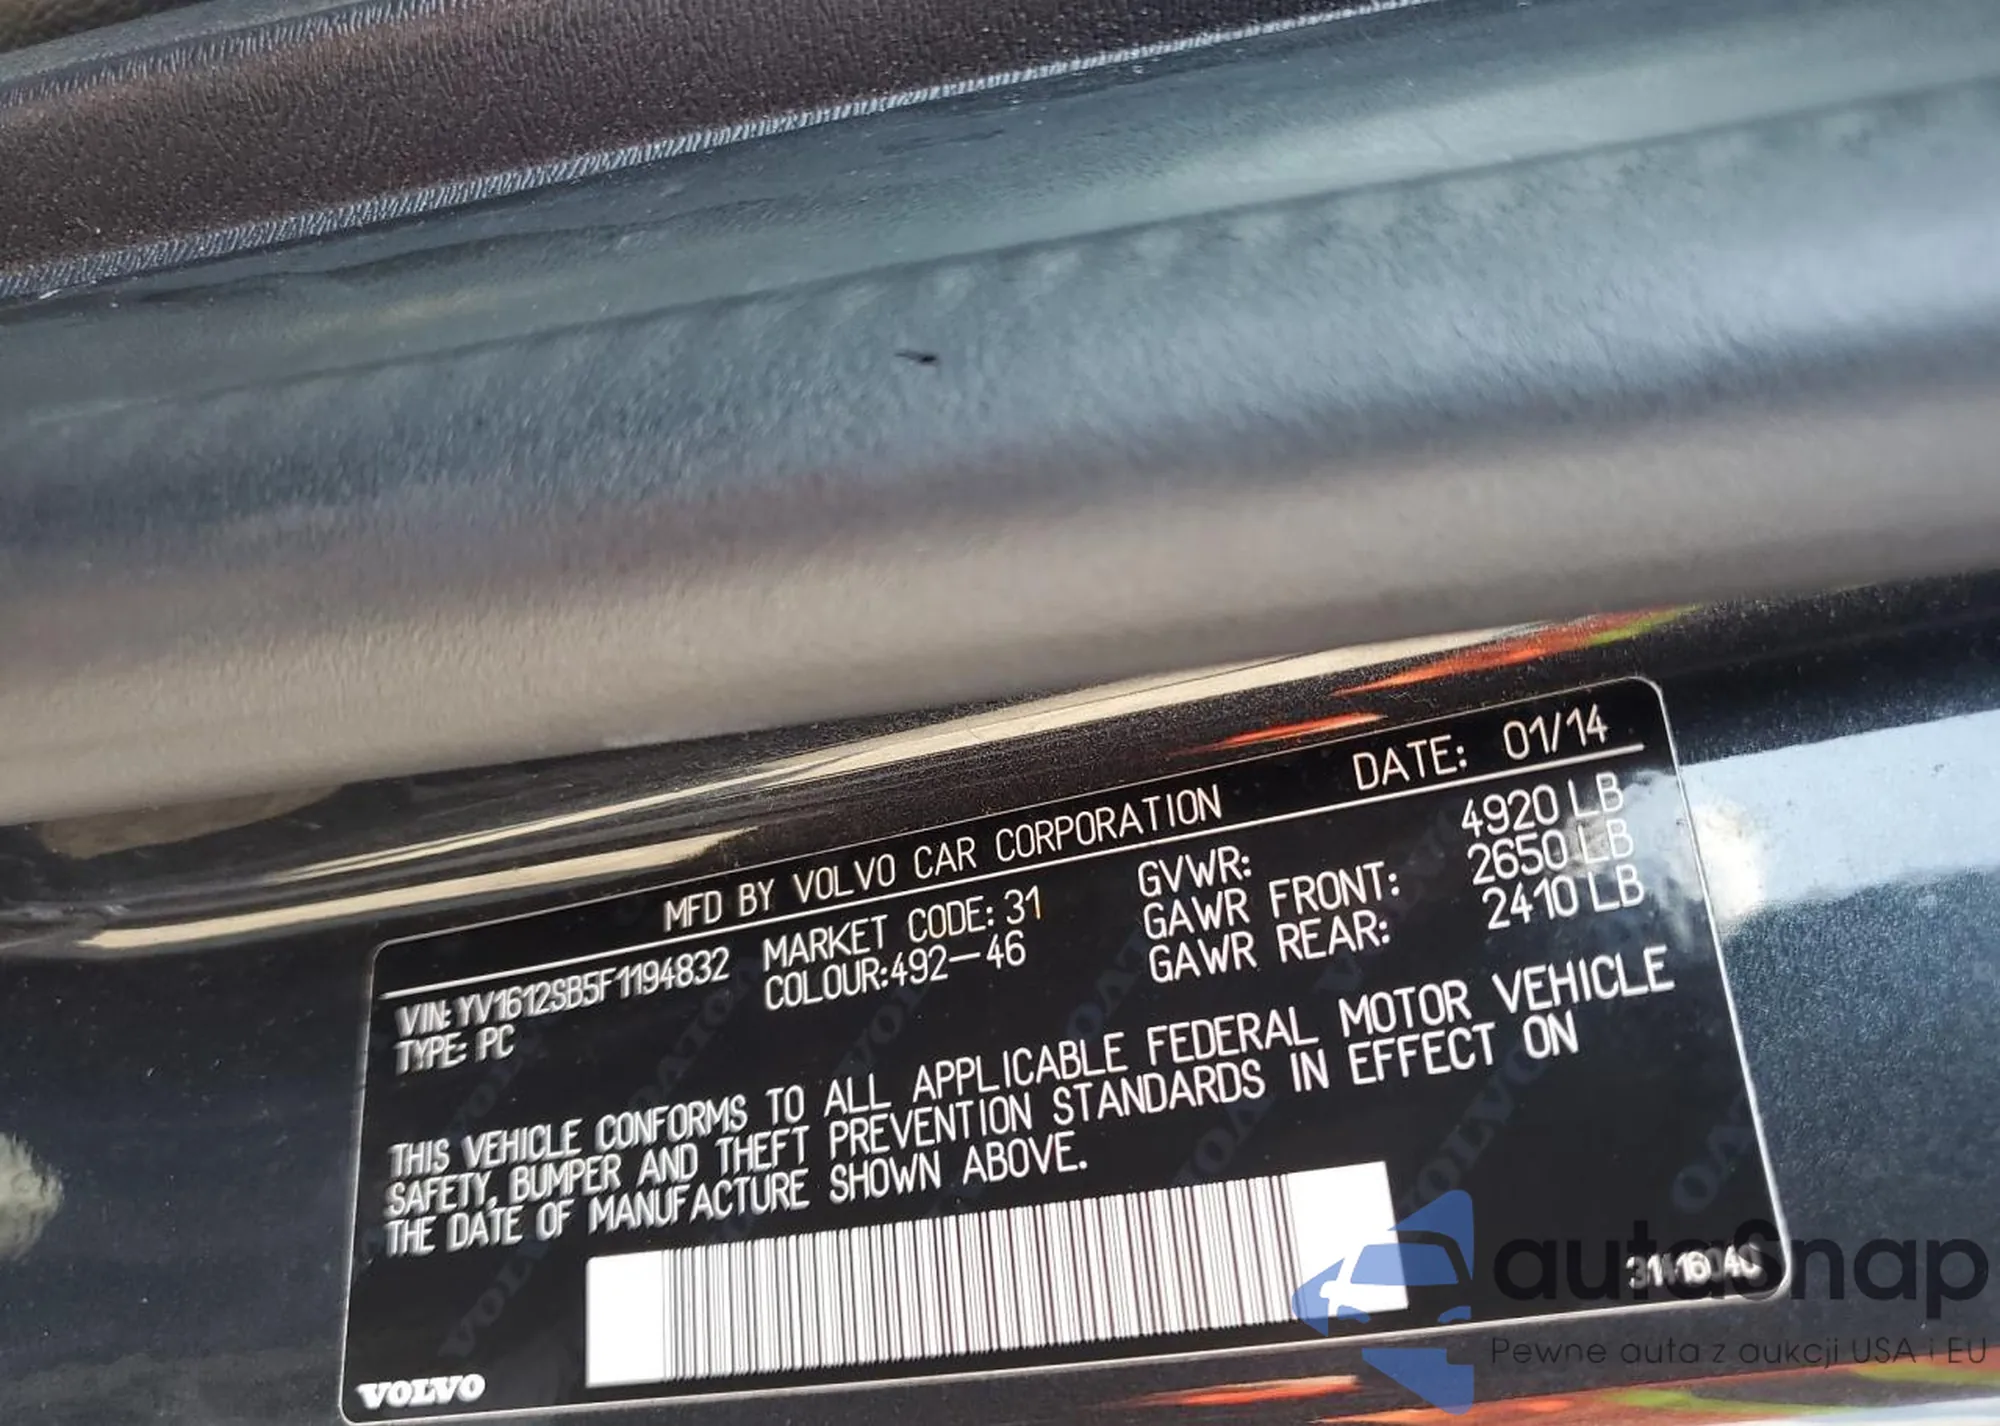 MFD BY VOLVO CAR CORPORATION DATE: 01/14
VIN: YV1612SB5F1194832 MARKET CODE: 31 GVWR: 4920 LB
TYPE: PC COLOUR:492-46 GAWR FRONT: 2650 LB
GAWR REAR: 2410 LB
THIS VEHICLE CONFORMS TO ALL APPLICABLE FEDERAL MOTOR VEHICLE
SAFETY, BUMPER AND THEFT PREVENTION STANDARDS IN EFFECT ON
THE DATE OF MANUFACTURE SHOWN ABOVE.
VOLVO
autaSnap
Pewne auta z aukcji USA i EU